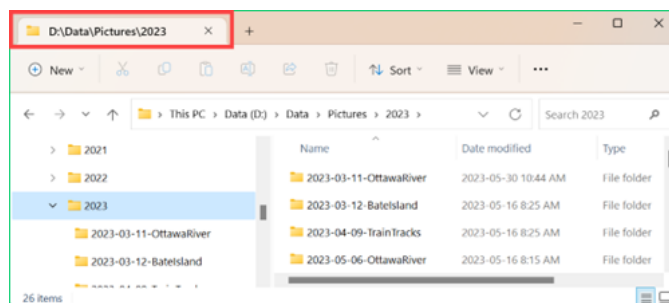 D:\Data\Pictures\2023
New Sort View
This PC > Data (D:) > Data > Pictures > 2023 >
Search 2023
2021
2022
2023
2023-03-11-OttawaRiver
2023-03-12-BateIsland
Name Date modified Type
2023-03-11-OttawaRiver 2023-05-30 10:44 AM File folder
2023-03-12-BateIsland 2023-05-16 8:25 AM File folder
2023-04-09-TrainTracks 2023-05-16 8:25 AM File folder
2023-05-06-OttawaRiver 2023-05-16 8:15 AM File folder
26 items